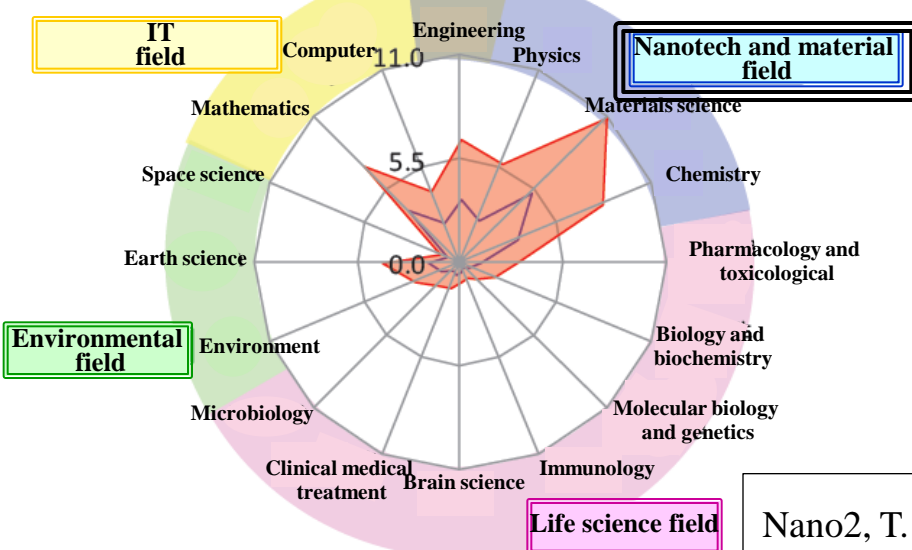 IT
field
Engineering
Computer
11.0
Physics
Nanotech and material
field
Mathematics
Materials science
5.5
Space science
Chemistry
Earth science
0.0
Pharmacology and
toxicological
Environmental
field
Environment
Biology and
biochemistry
Microbiology
Molecular biology
and genetics
Clinical medical
treatment
Brain science
Immunology
Life science field
Nano2, T.